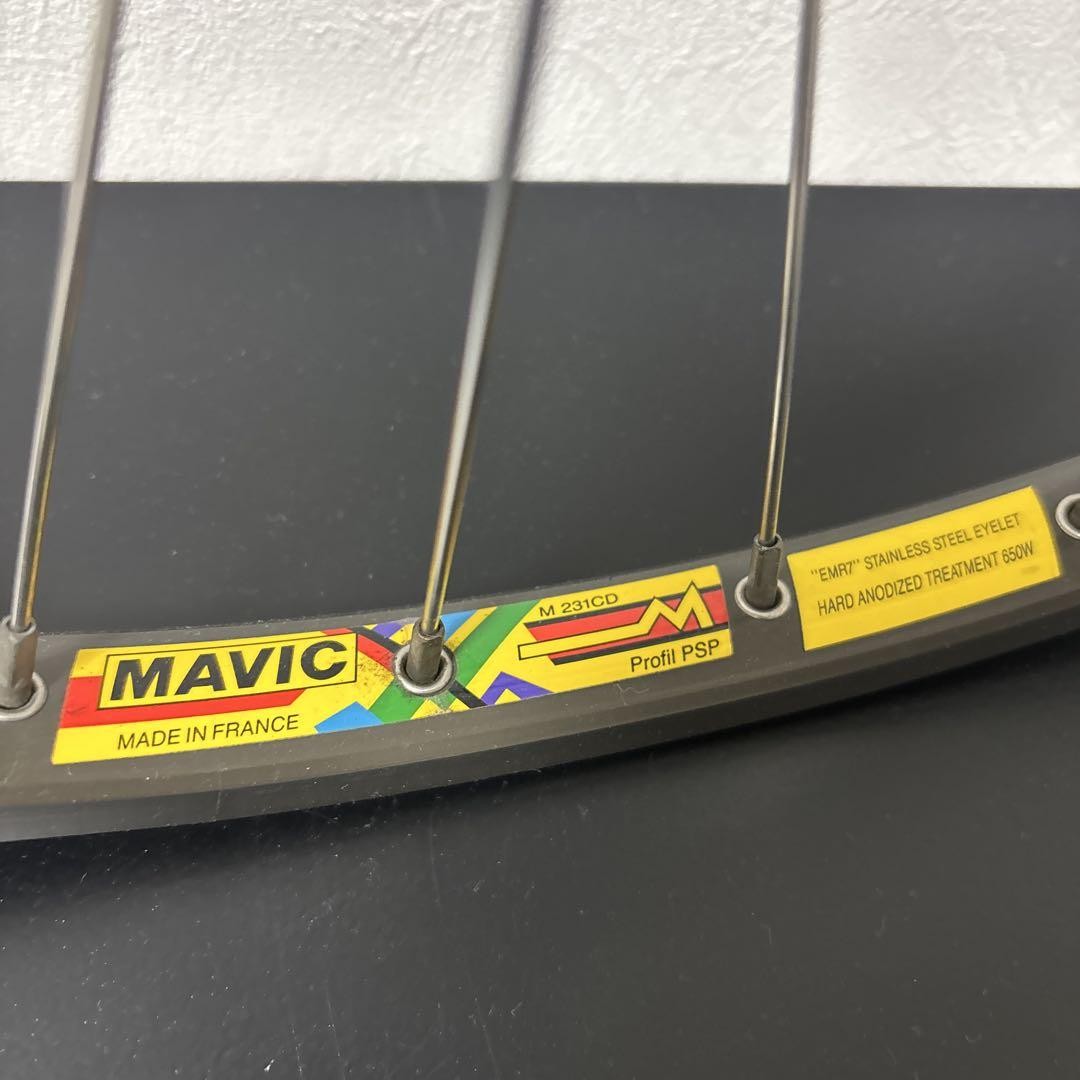 MAVIC
MADE IN FRANCE
M 231CD
Profil PSP
"EMR7" STAINLESS STEEL EYELET
HARD ANODIZED TREATMENT 650W